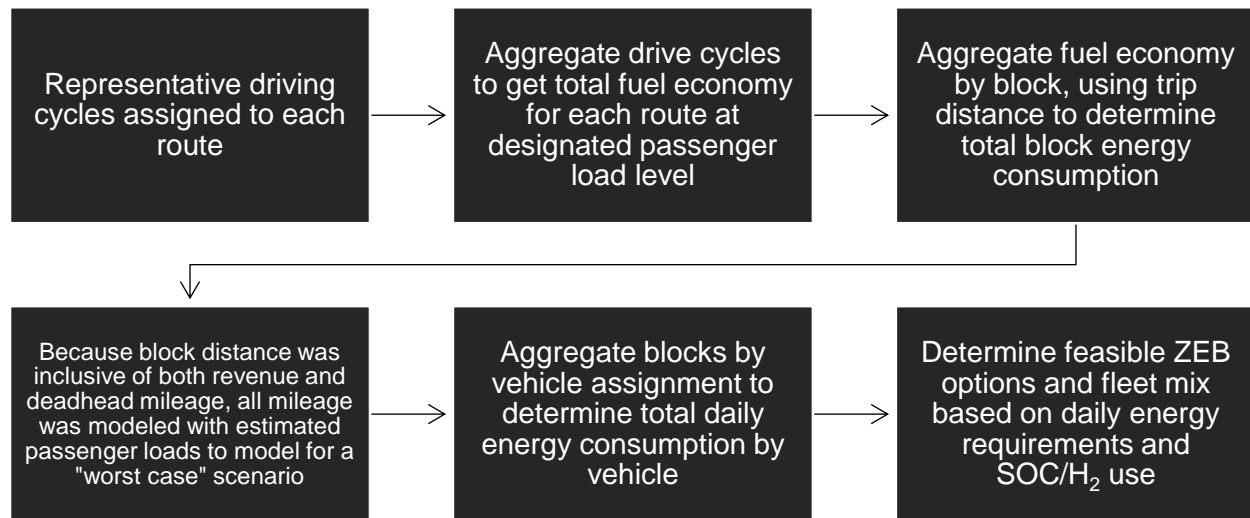 Representative driving
cycles assigned to each
route
Aggregate drive cycles
to get total fuel economy
for each route at
designated passenger
load level
Aggregate fuel economy
by block, using trip
distance to determine
total block energy
consumption
Because block distance was
inclusive of both revenue and
deadhead mileage, all mileage
was modeled with estimated
passenger loads to model for a
"worst case" scenario
Aggregate blocks by
vehicle assignment to
determine total daily
energy consumption by
vehicle
Determine feasible ZEB
options and fleet mix
based on daily energy
requirements and
SOC/H₂ use